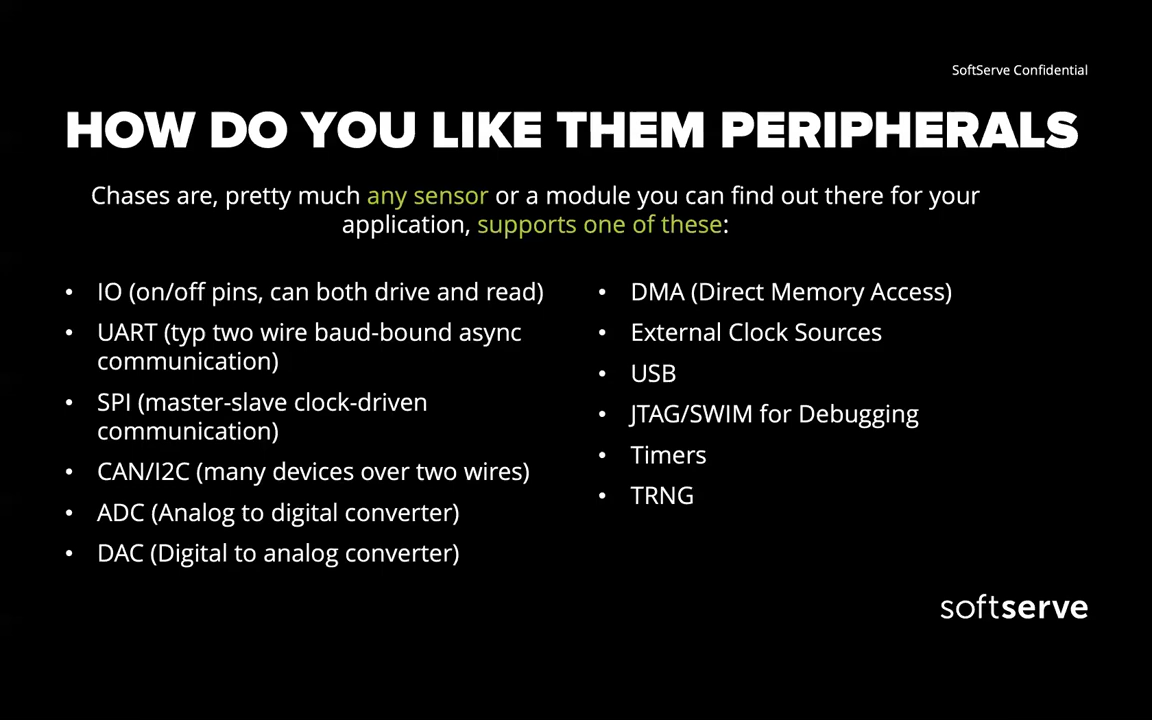 SoftServe Confidential
HOW DO YOU LIKE THEM PERIPHERALS
Chases are, pretty much any sensor or a module you can find out there for your
application, supports one of these:
• IO (on/off pins, can both drive and read)
• UART (typ two wire baud-bound async
communication)
• SPI (master-slave clock-driven
communication)
• CAN/I2C (many devices over two wires)
• ADC (Analog to digital converter)
• DAC (Digital to analog converter)
• DMA (Direct Memory Access)
• External Clock Sources
• USB
• JTAG/SWIM for Debugging
• Timers
• TRNG
softserve